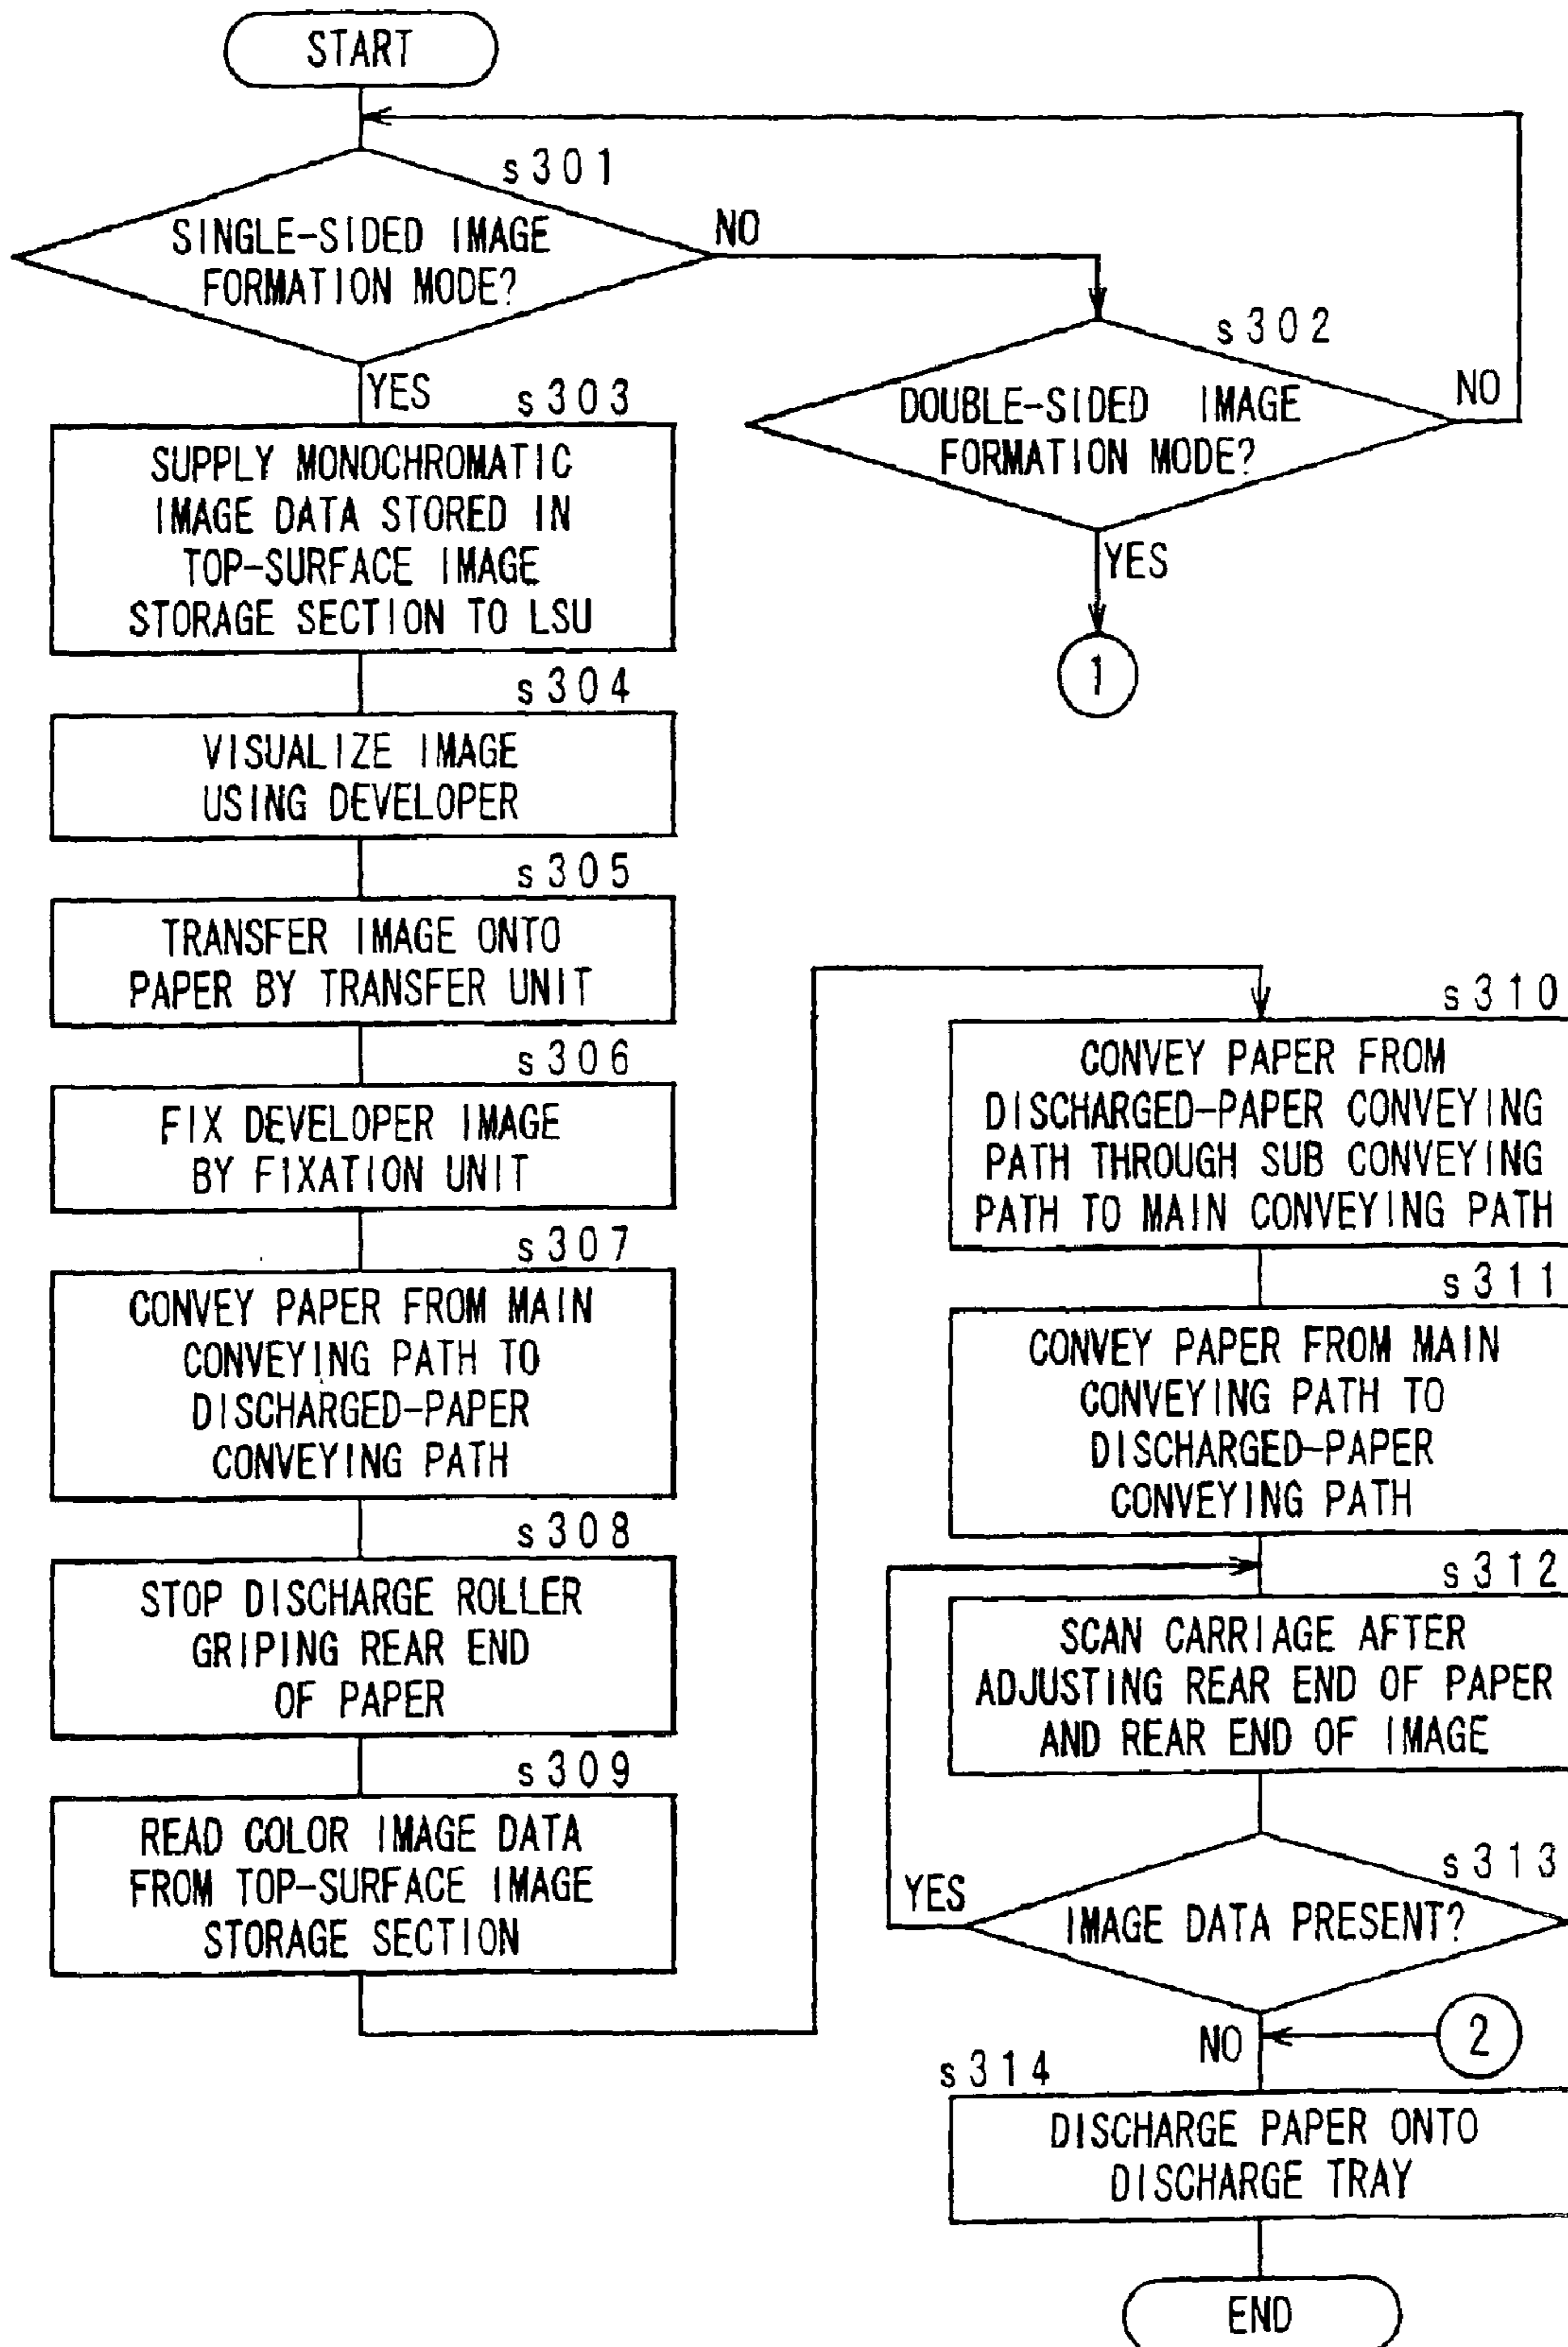 START
s301
SINGLE-SIDED IMAGE
FORMATION MODE?
NO
YES
s302
DOUBLE-SIDED IMAGE
FORMATION MODE?
NO
YES
1
s303
SUPPLY MONOCHROMATIC
IMAGE DATA STORED IN
TOP-SURFACE IMAGE
STORAGE SECTION TO LSU
s304
VISUALIZE IMAGE
USING DEVELOPER
s305
TRANSFER IMAGE ONTO
PAPER BY TRANSFER UNIT
s306
FIX DEVELOPER IMAGE
BY FIXATION UNIT
s307
CONVEY PAPER FROM MAIN
CONVEYING PATH TO
DISCHARGED-PAPER
CONVEYING PATH
s308
STOP DISCHARGE ROLLER
GRIPING REAR END
OF PAPER
s309
READ COLOR IMAGE DATA
FROM TOP-SURFACE IMAGE
STORAGE SECTION
s310
CONVEY PAPER FROM
DISCHARGED-PAPER CONVEYING
PATH THROUGH SUB CONVEYING
PATH TO MAIN CONVEYING PATH
s311
CONVEY PAPER FROM MAIN
CONVEYING PATH TO
DISCHARGED-PAPER
CONVEYING PATH
s312
SCAN CARRIAGE AFTER
ADJUSTING REAR END OF PAPER
AND REAR END OF IMAGE
s313
YES
IMAGE DATA PRESENT?
NO
2
s314
DISCHARGE PAPER ONTO
DISCHARGE TRAY
END